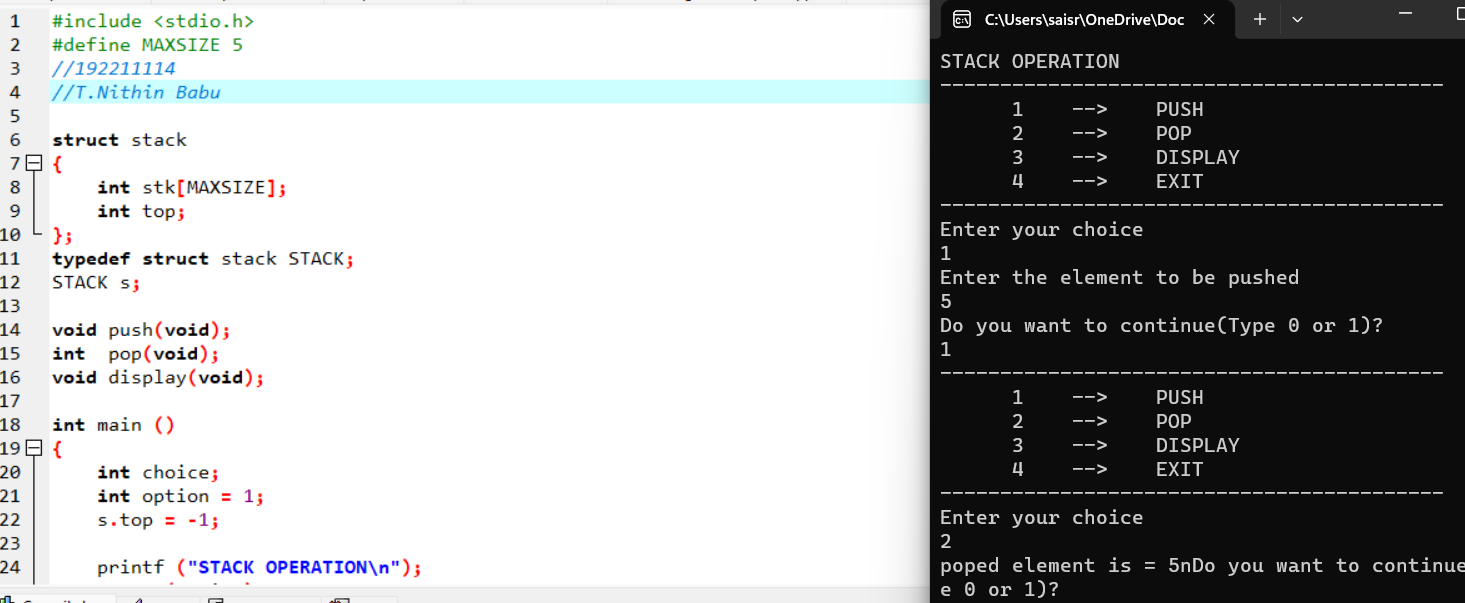 1 #include <stdio.h>
2 #define MAXSIZE 5
3 //192211114
4 //T.Nithin Babu
5
6 struct stack
7 {
8 int stk[MAXSIZE];
9 int top;
10 };
11 typedef struct stack STACK;
12 STACK s;
13
14 void push(void);
15 int  pop(void);
16 void display(void);
17
18 int main ()
19 {
20 int choice;
21 int option = 1;
22 s.top = -1;
23
24 printf ("STACK OPERATION\n");
C:\Users\saisr\OneDrive\Doc
STACK OPERATION
------------------------------------------
1 --> PUSH
2 --> POP
3 --> DISPLAY
4 --> EXIT
------------------------------------------
Enter your choice
1
Enter the element to be pushed
5
Do you want to continue(Type 0 or 1)?
1
------------------------------------------
1 --> PUSH
2 --> POP
3 --> DISPLAY
4 --> EXIT
------------------------------------------
Enter your choice
2
poped element is = 5nDo you want to continue
e 0 or 1)?